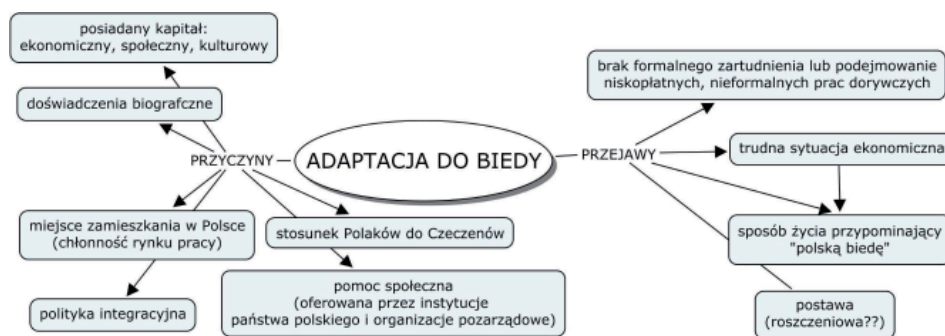 posiadany kapitał:
ekonomiczny, społeczny, kulturowy
doświadczenia biografczne
PRZYCZYNY
miejsce zamieszkania w Polsce
(chłonność rynku pracy)
polityka integracyjna
stosunek Polaków do Czeczenów
pomoc społeczna
(oferowana przez instytucje
państwa polskiego i organizacje pozarządowe)
ADAPTACJA DO BIEDY
PRZEJAWY
brak formalnego zartudnienia lub podejmowanie
niskopłatnych, nieformalnych prac dorywczych
trudna sytuacja ekonomiczna
sposób życia przypominający
"polską biedę"
postawa
(roszczeniowa??)